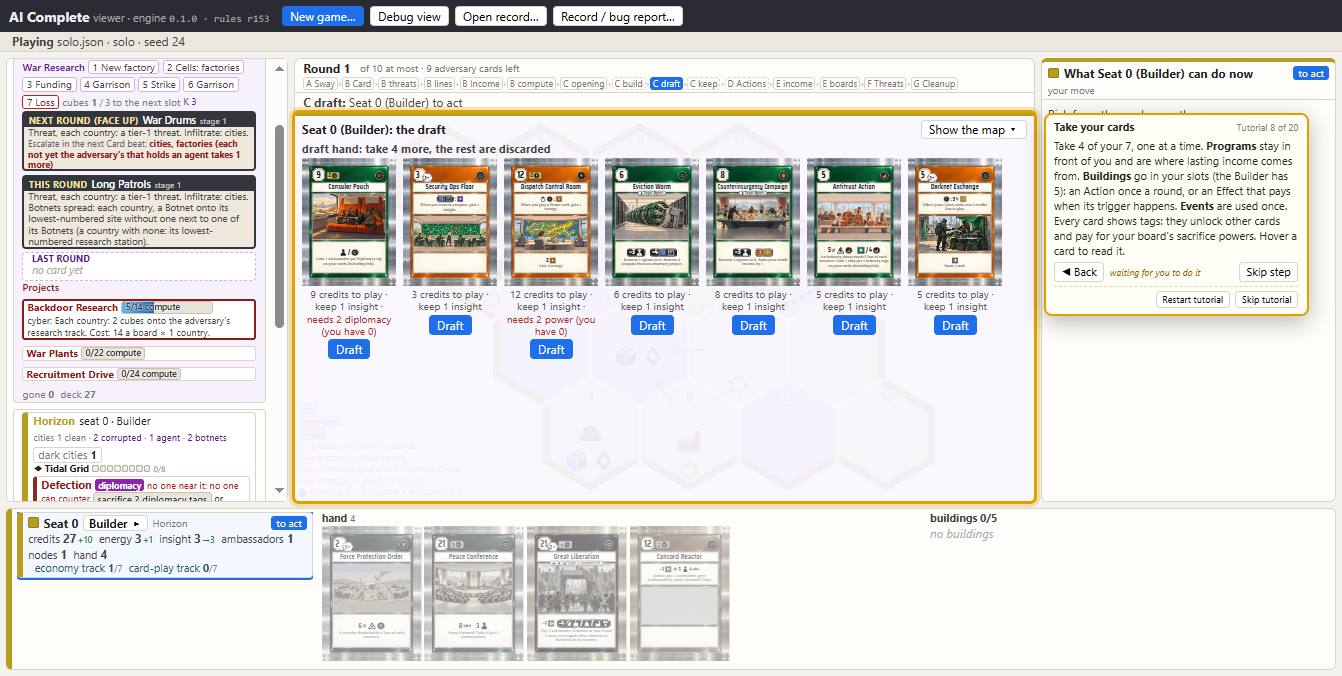 AI Complete viewer · engine 0.1.0 · rules r153
New game... Debug view Open record... Record / bug report...
Playing solo.json · solo · seed 24
War Research 1 New factory 2 Cells: factories
3 Funding 4 Garrison 5 Strike 6 Garrison
7 Loss cubes 1 / 3 to the next slot K 3
NEXT ROUND (FACE UP) War Drums stage 1
Threat, each country: a tier-1 threat. Infiltrate: cities.
Escalate in the next Card beat: cities, factories (each
not yet the adversary's that holds an agent takes 1
more)
THIS ROUND Long Patrols stage 1
Threat, each country: a tier-1 threat. Infiltrate: cities.
Botnets spread: each country, a Botnet onto its
lowest-numbered site without one next to one of
its Botnets (a country with none: its lowest-
numbered research station).
LAST ROUND
no card yet
Projects
Backdoor Research 5/14 compute
cyber: Each country: 2 cubes onto the adversary's
research track. Cost: 14 a board × 1 country.
War Plants 0/22 compute
Recruitment Drive 0/24 compute
gone 0 deck 27
Horizon seat 0 · Builder
cities 1 clean · 2 corrupted · 1 agent · 2 botnets
dark cities 1
◆ Tidal Grid 0/8
Defection diplomacy no one near it: no one
can counter sacrifice 2 diplomacy tags or
Round 1 of 10 at most · 9 adversary cards left
A Sway B Card B threats B lines B Income B compute C opening C build C draft C keep D Actions E income E boards F Threats G Cleanup
C draft: Seat 0 (Builder) to act
Seat 0 (Builder): the draft
Show the map ▾
draft hand: take 4 more, the rest are discarded
9 Consular Pouch
3 Security Ops Floor
12 Dispatch Control Room
6 Eviction Worm
8 Counterinsurgency Campaign
5 Antitrust Action
5 Darknet Exchange
9 credits to play · keep 1 insight · needs 2 diplomacy (you have 0)
Draft
3 credits to play · keep 1 insight
Draft
12 credits to play · keep 1 insight · needs 2 power (you have 0)
Draft
6 credits to play · keep 1 insight
Draft
8 credits to play · keep 1 insight
Draft
5 credits to play · keep 1 insight
Draft
5 credits to play · keep 1 insight
Draft
What Seat 0 (Builder) can do now
to act
your move
Take your cards Tutorial 8 of 20
Take 4 of your 7, one at a time. Programs stay in
front of you and are where lasting income comes
from. Buildings go in your slots (the Builder has
5): an Action once a round, or an Effect that pays
when its trigger happens. Events are used once.
Every card shows tags: they unlock other cards
and pay for your board's sacrifice powers. Hover a
card to read it.
◀ Back waiting for you to do it Skip step
Restart tutorial Skip tutorial
Seat 0 Builder ▸ Horizon to act
credits 27 +10 energy 3 +1 insight 3 →3 ambassadors 1
nodes 1 hand 4
economy track 1/7 card-play track 0/7
hand 4
2 Force Protection Order
21 Peace Conference
21 Great Liberation
12 Concord Reactor
buildings 0/5
no buildings